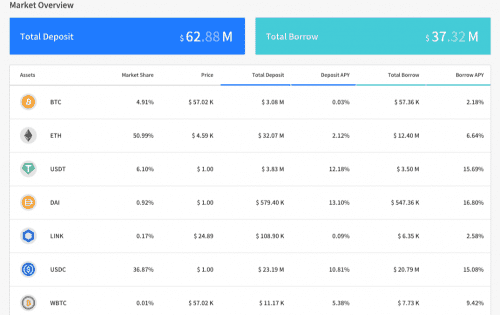 Market Overview
Total Deposit $ 62.88 M
Total Borrow $ 37.32 M
Assets Market Share Price Total Deposit Deposit APY Total Borrow Borrow APY
BTC 4.91% $ 57.02 K $ 3.08 M 0.03% $ 57.36 K 2.18%
ETH 50.99% $ 4.59 K $ 32.07 M 2.12% $ 12.40 M 6.64%
USDT 6.10% $ 1.00 $ 3.83 M 12.18% $ 3.50 M 15.69%
DAI 0.92% $ 1.00 $ 579.40 K 13.10% $ 547.36 K 16.80%
LINK 0.17% $ 24.89 $ 108.90 K 0.09% $ 6.35 K 2.58%
USDC 36.87% $ 1.00 $ 23.19 M 10.81% $ 20.79 M 15.08%
WBTC 0.01% $ 57.02 K $ 11.17 K 5.38% $ 7.73 K 9.42%